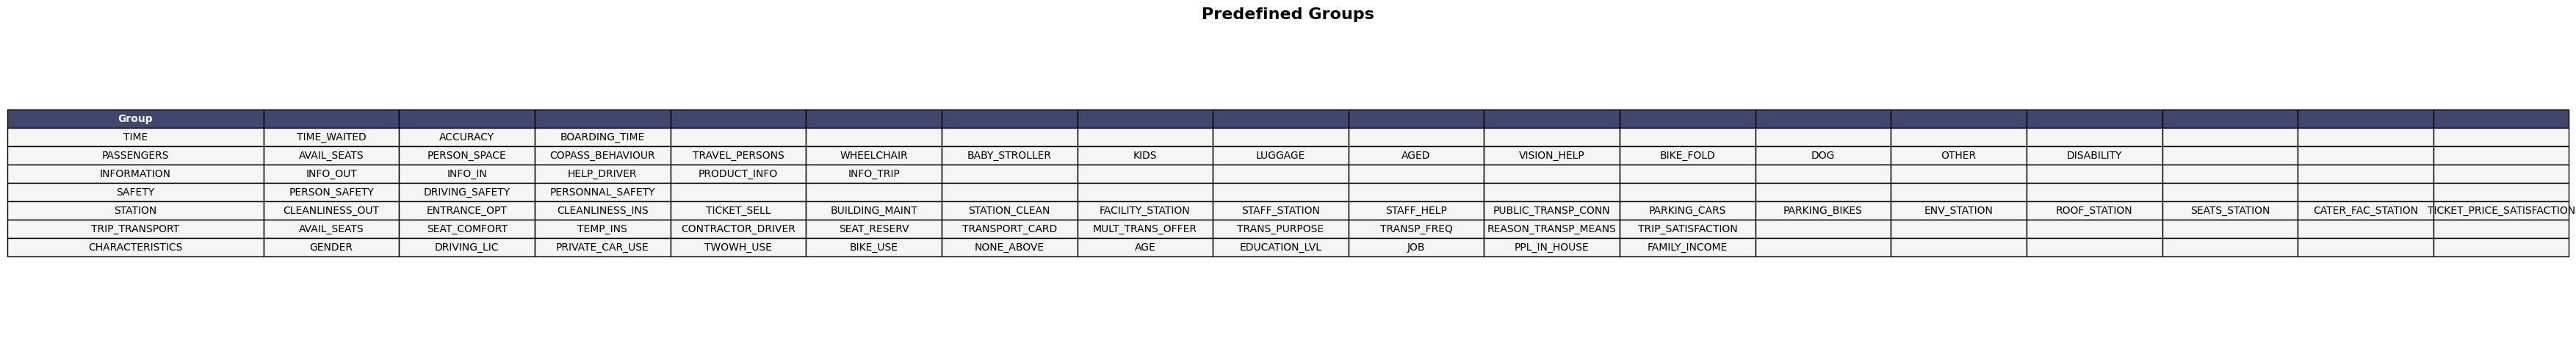 Predefined Groups
Group
TIME TIME_WAITED ACCURACY BOARDING_TIME
PASSENGERS AVAIL_SEATS PERSON_SPACE COPASS_BEHAVIOUR TRAVEL_PERSONS WHEELCHAIR BABY_STROLLER KIDS LUGGAGE AGED VISION_HELP BIKE_FOLD DOG OTHER DISABILITY
INFORMATION INFO_OUT INFO_IN HELP_DRIVER PRODUCT_INFO INFO_TRIP
SAFETY PERSON_SAFETY DRIVING_SAFETY PERSONNAL_SAFETY
STATION CLEANLINESS_OUT ENTRANCE_OPT CLEANLINESS_INS TICKET_SELL BUILDING_MAINT STATION_CLEAN FACILITY_STATION STAFF_STATION STAFF_HELP PUBLIC_TRANSP_CONN PARKING_CARS PARKING_BIKES ENV_STATION ROOF_STATION SEATS_STATION CATER_FAC_STATION TICKET_PRICE_SATISFACTION
TRIP_TRANSPORT AVAIL_SEATS SEAT_COMFORT TEMP_INS CONTRACTOR_DRIVER SEAT_RESERV TRANSPORT_CARD MULT_TRANS_OFFER TRANS_PURPOSE TRANSP_FREQ REASON_TRANSP_MEANS TRIP_SATISFACTION
CHARACTERISTICS GENDER DRIVING_LIC PRIVATE_CAR_USE TWOWH_USE BIKE_USE NONE_ABOVE AGE EDUCATION_LVL JOB PPL_IN_HOUSE FAMILY_INCOME